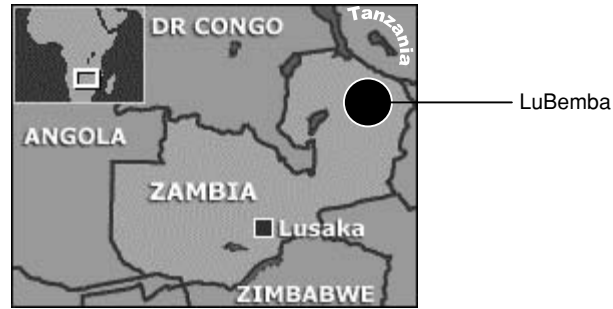 DR CONGO
Tanzania
LuBemba
ANGOLA
ZAMBIA
Lusaka
ZIMBABWE